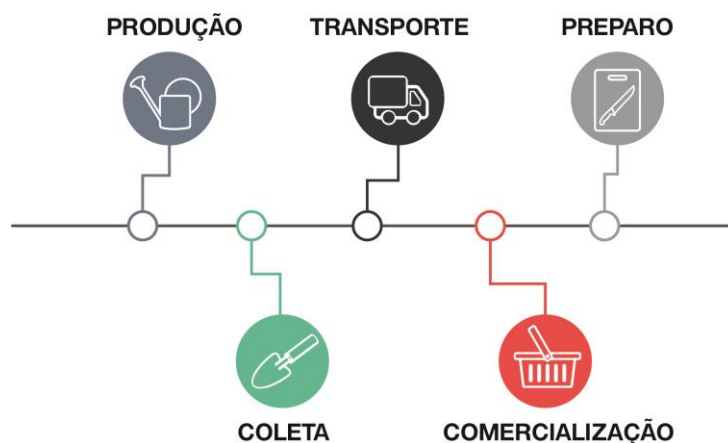 PRODUÇÃO
TRANSPORTE
PREPARO
COLETA
COMERCIALIZAÇÃO